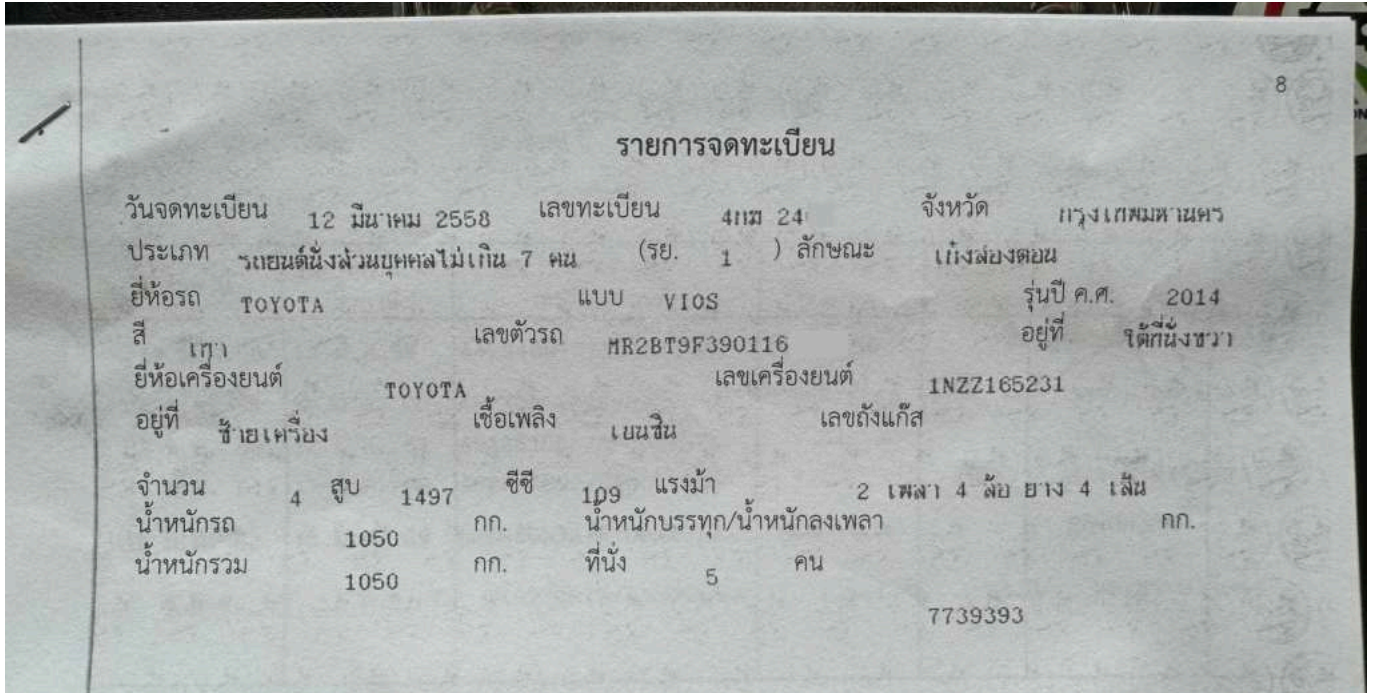 8
รายการจดทะเบียน
วันจดทะเบียน 12 มีนาคม 2558 เลขทะเบียน 4กฆ 24 จังหวัด กรุงเทพมหานคร
ประเภท รถยนต์นั่งส่วนบุคคลไม่เกิน 7 คน (รย. 1 ) ลักษณะ เก๋งสองตอน
ยี่ห้อรถ TOYOTA แบบ VIOS รุ่นปี ค.ศ. 2014
สี เทา เลขตัวรถ MR2BT9F390116 อยู่ที่ ใต้ที่นั่งขวา
ยี่ห้อเครื่องยนต์ TOYOTA เลขเครื่องยนต์ 1NZZ165231
อยู่ที่ ซ้ายเครื่อง เชื้อเพลิง เบนซิน เลขถังแก๊ส
จำนวน 4 สูบ 1497 ซีซี 109 แรงม้า 2 เพลา 4 ล้อ ยาง 4 เส้น
น้ำหนักรถ 1050 กก. น้ำหนักบรรทุก/น้ำหนักลงเพลา กก.
น้ำหนักรวม 1050 กก. ที่นั่ง 5 คน
7739393